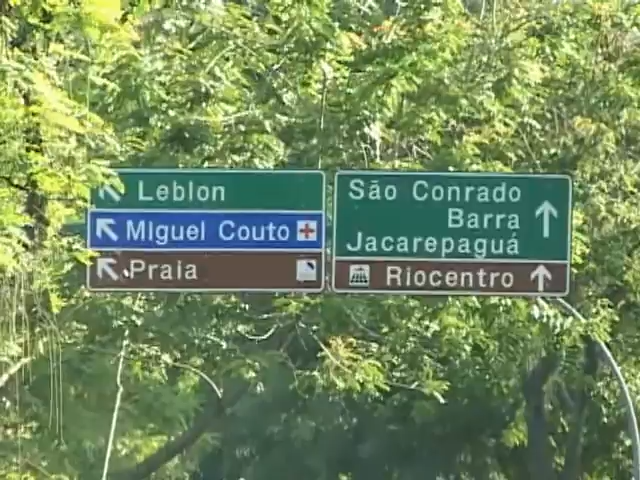 Leblon
Miguel Couto
Praia
São Conrado
Barra
Jacarepaguá
Riocentro